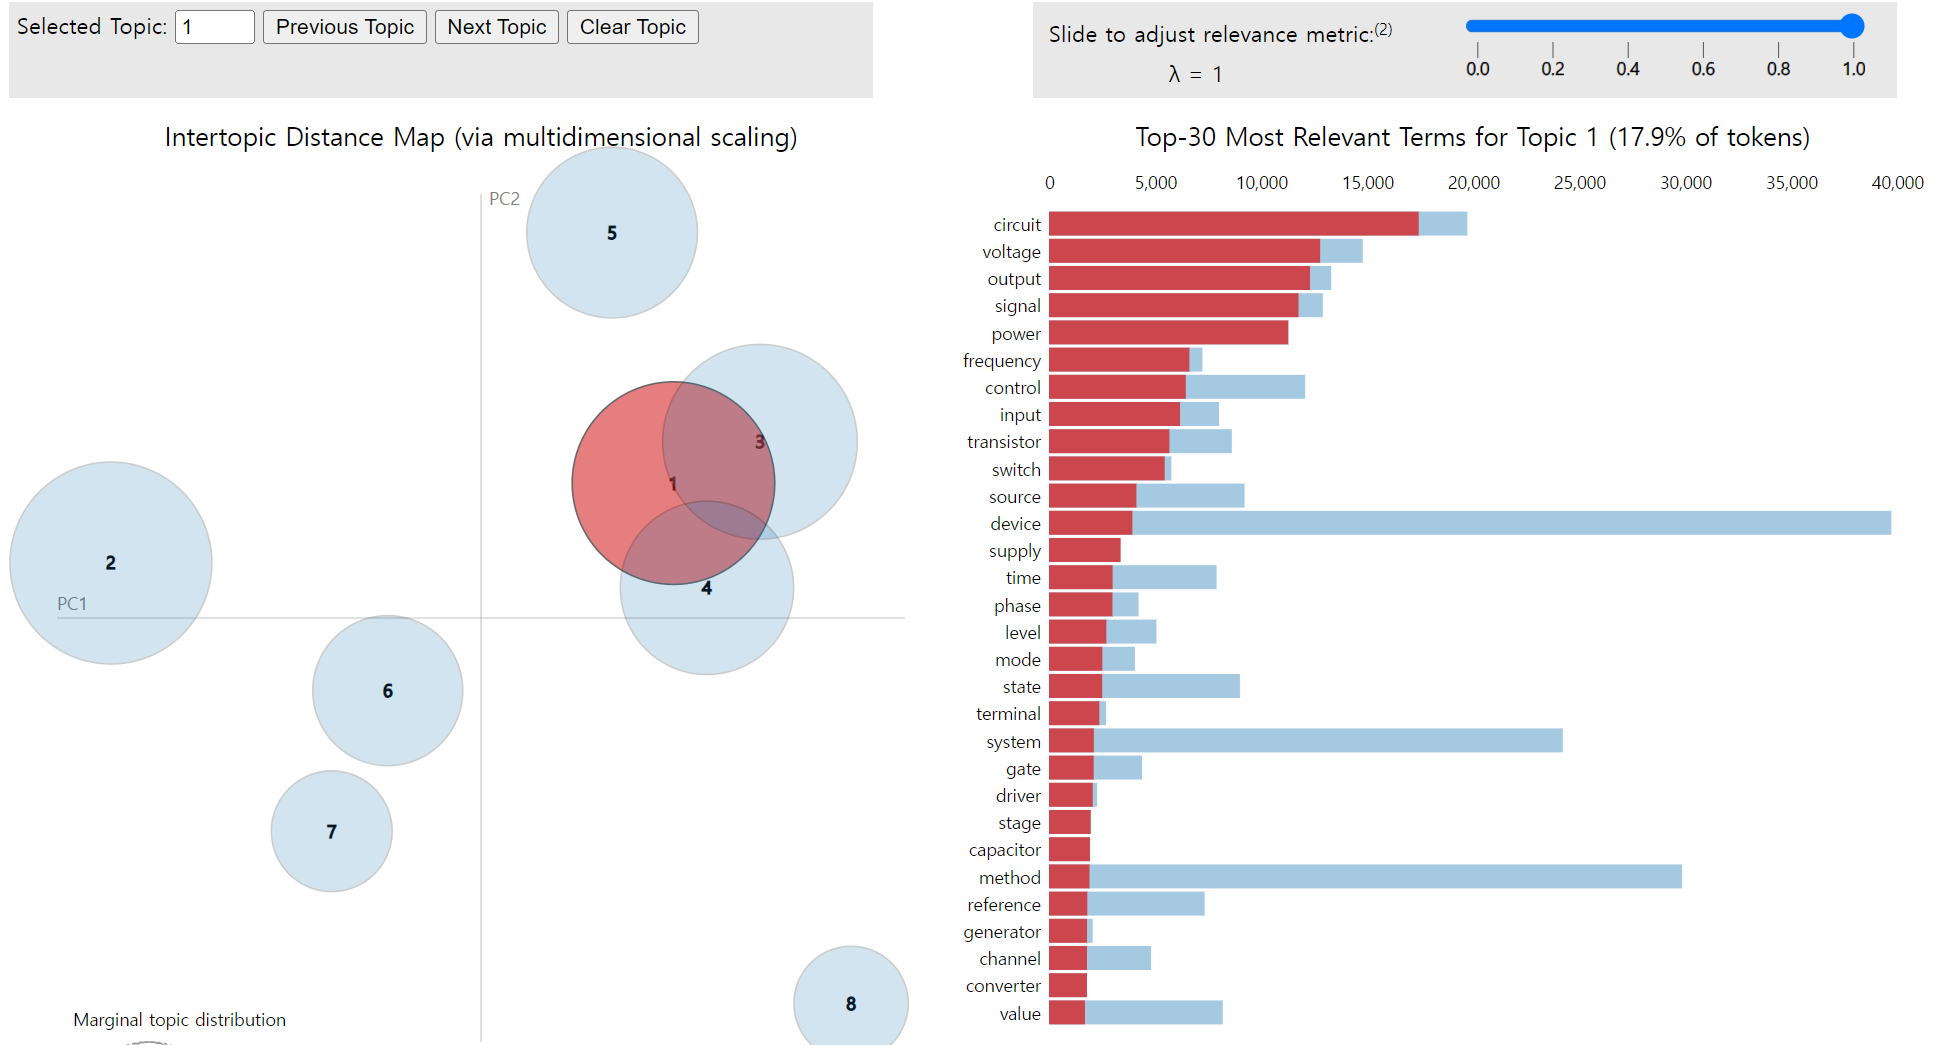 Selected Topic: 1 Previous Topic Next Topic Clear Topic
Slide to adjust relevance metric:(2)
λ = 1
0.0 0.2 0.4 0.6 0.8 1.0
Intertopic Distance Map (via multidimensional scaling)
PC2
5
3
1
2
4
PC1
6
7
8
Marginal topic distribution
Top-30 Most Relevant Terms for Topic 1 (17.9% of tokens)
0 5,000 10,000 15,000 20,000 25,000 30,000 35,000 40,000
circuit
voltage
output
signal
power
frequency
control
input
transistor
switch
source
device
supply
time
phase
level
mode
state
terminal
system
gate
driver
stage
capacitor
method
reference
generator
channel
converter
value